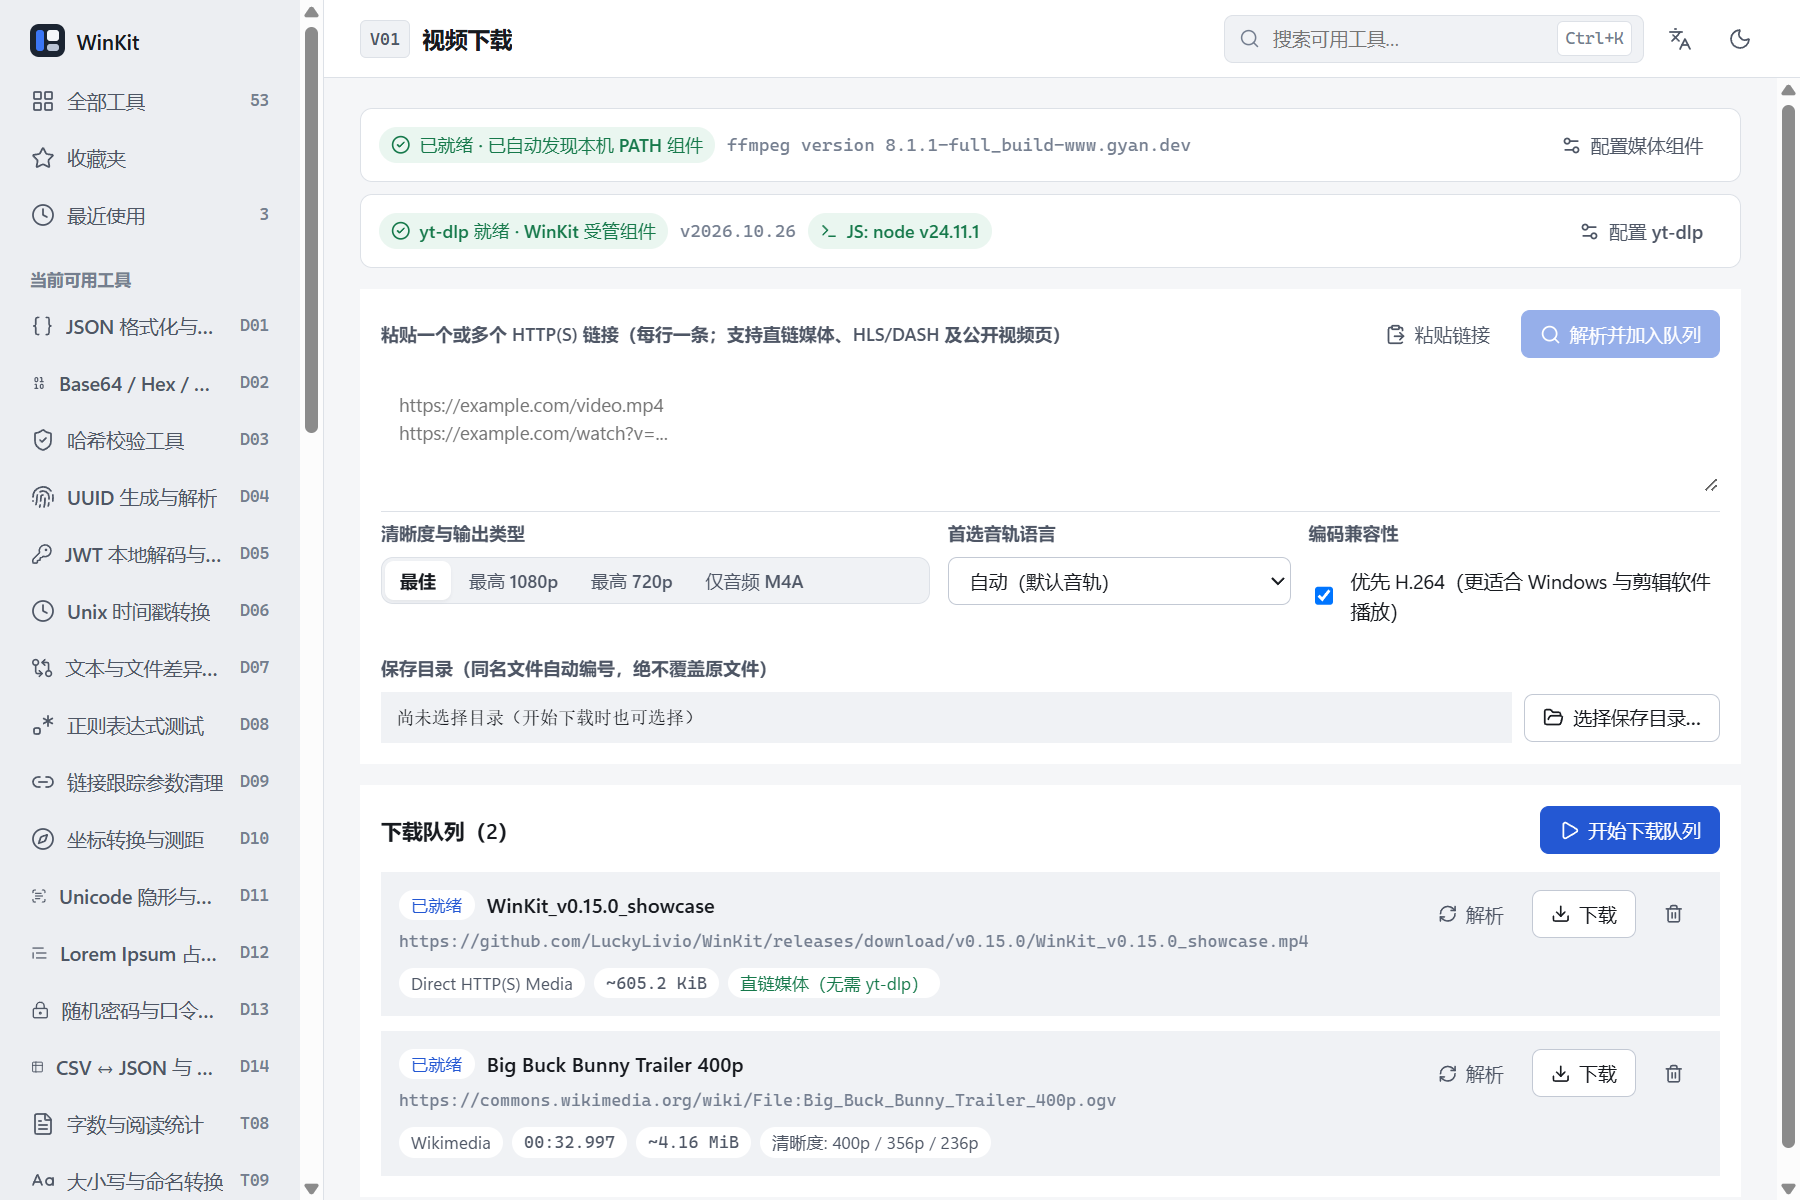 WinKit
全部工具 53
收藏夹
最近使用 3
当前可用工具
JSON 格式化与... D01
Base64 / Hex / ... D02
哈希校验工具 D03
UUID 生成与解析 D04
JWT 本地解码与... D05
Unix 时间戳转换 D06
文本与文件差异... D07
正则表达式测试 D08
链接跟踪参数清理 D09
坐标转换与测距 D10
Unicode 隐形与... D11
Lorem Ipsum 占... D12
随机密码与口令... D13
CSV ↔ JSON 与 ... D14
字数与阅读统计 T08
大小写与命名转换 T09
V01 视频下载
搜索可用工具... Ctrl+K
已就绪 · 已自动发现本机 PATH 组件 ffmpeg version 8.1.1-full_build-www.gyan.dev 配置媒体组件
yt-dlp 就绪 · WinKit 受管组件 v2026.10.26 JS: node v24.11.1 配置 yt-dlp
粘贴一个或多个 HTTP(S) 链接（每行一条；支持直链媒体、HLS/DASH 及公开视频页） 粘贴链接 解析并加入队列
https://example.com/video.mp4
https://example.com/watch?v=...
清晰度与输出类型 首选音轨语言 编码兼容性
最佳 最高 1080p 最高 720p 仅音频 M4A 自动（默认音轨） 优先 H.264（更适合 Windows 与剪辑软件
播放）
保存目录（同名文件自动编号，绝不覆盖原文件）
尚未选择目录（开始下载时也可选择） 选择保存目录...
下载队列（2） 开始下载队列
已就绪 WinKit_v0.15.0_showcase 解析 下载
https://github.com/LuckyLivio/WinKit/releases/download/v0.15.0/WinKit_v0.15.0_showcase.mp4
Direct HTTP(S) Media ~605.2 KiB 直链媒体（无需 yt-dlp）
已就绪 Big Buck Bunny Trailer 400p 解析 下载
https://commons.wikimedia.org/wiki/File:Big_Buck_Bunny_Trailer_400p.ogv
Wikimedia 00:32.997 ~4.16 MiB 清晰度: 400p / 356p / 236p